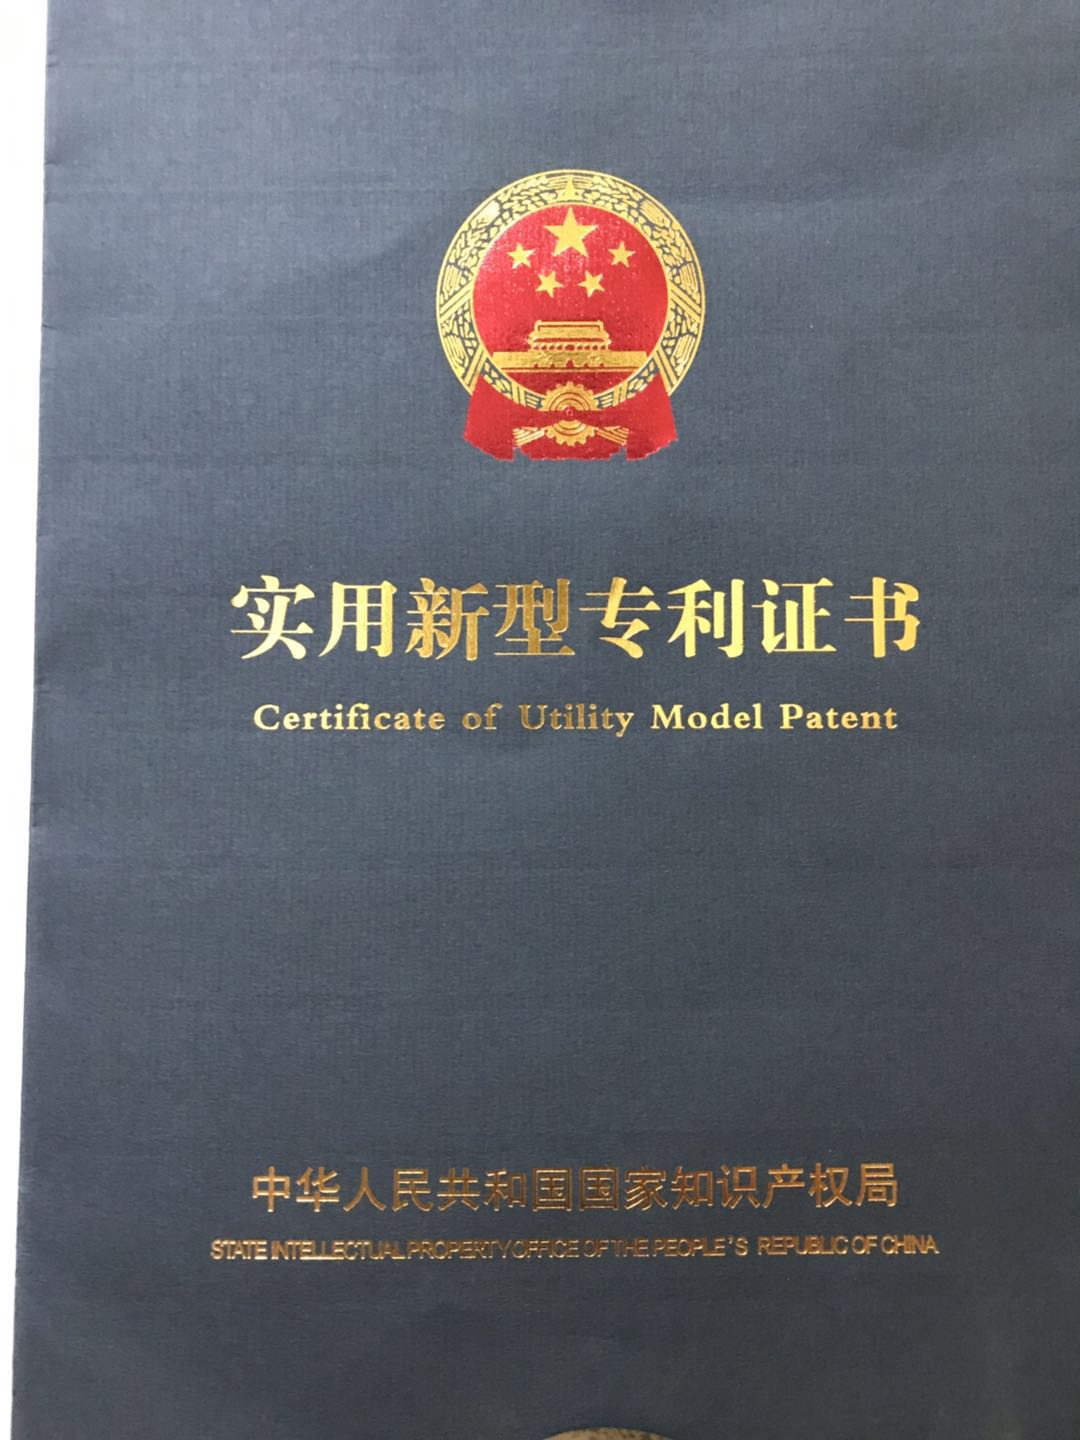 实用新型专利证书
Certificate of Utility Model Patent
中华人民共和国国家知识产权局
STATE INTELLECTUAL PROPERTY OFFICE OF THE PEOPLE'S REPUBLIC OF CHINA